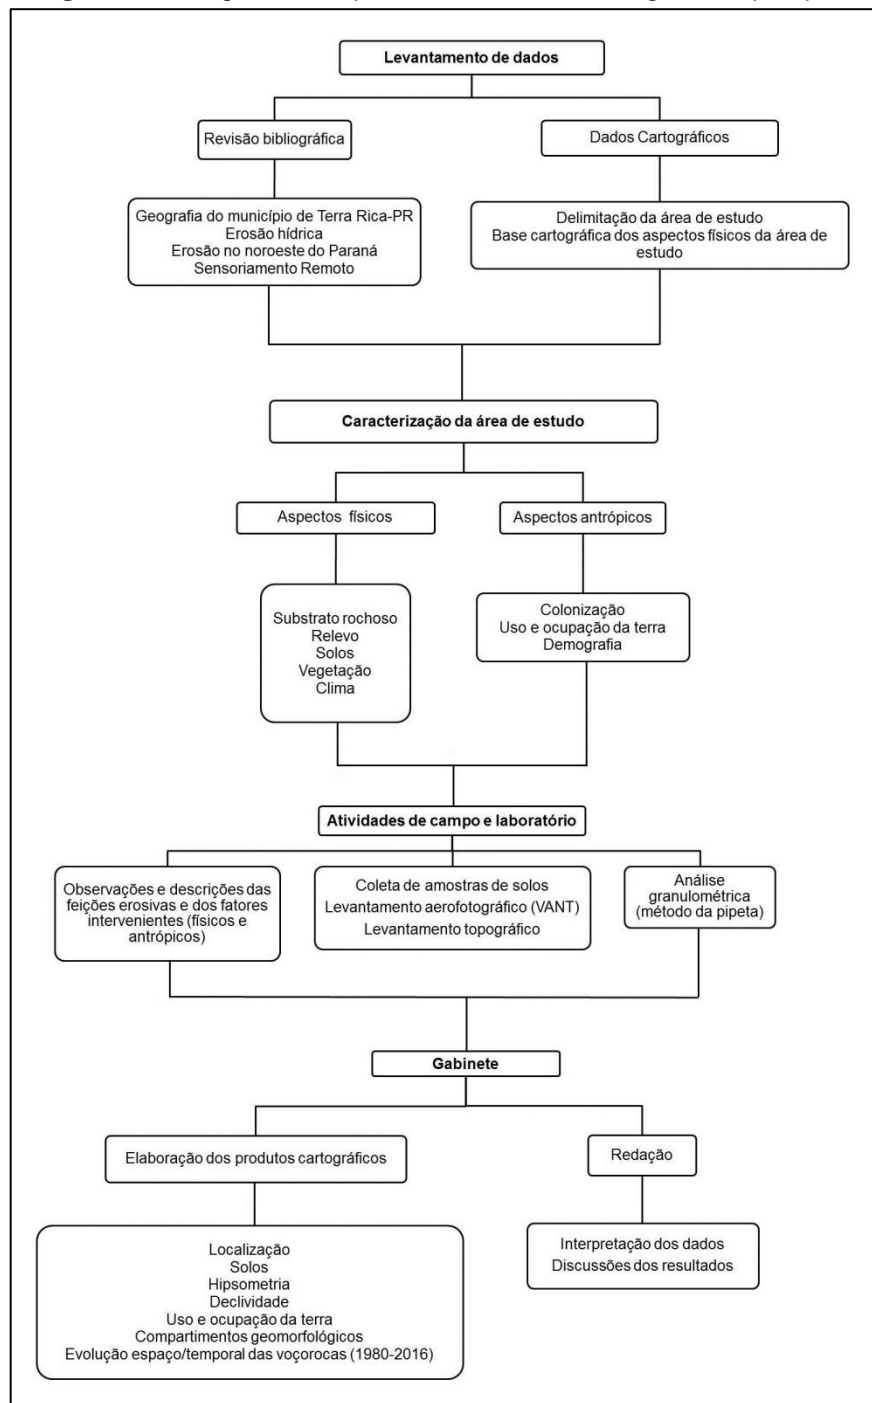 Levantamento de dados
Revisão bibliográfica
Dados Cartográficos
Geografia do município de Terra Rica-PR
Erosão hídrica
Erosão no noroeste do Paraná
Sensoriamento Remoto
Delimitação da área de estudo
Base cartográfica dos aspectos físicos da área de
estudo
Caracterização da área de estudo
Aspectos físicos
Aspectos antrópicos
Substrato rochoso
Relevo
Solos
Vegetação
Clima
Colonização
Uso e ocupação da terra
Demografia
Atividades de campo e laboratório
Observações e descrições das
feições erosivas e dos fatores
intervenientes (físicos e
antrópicos)
Coleta de amostras de solos
Levantamento aerofotográfico (VANT)
Levantamento topográfico
Análise
granulométrica
(método da pipeta)
Gabinete
Elaboração dos produtos cartográficos
Redação
Localização
Solos
Hipsometria
Declividade
Uso e ocupação da terra
Compartimentos geomorfológicos
Evolução espaço/temporal das voçorocas (1980-2016)
Interpretação dos dados
Discussões dos resultados